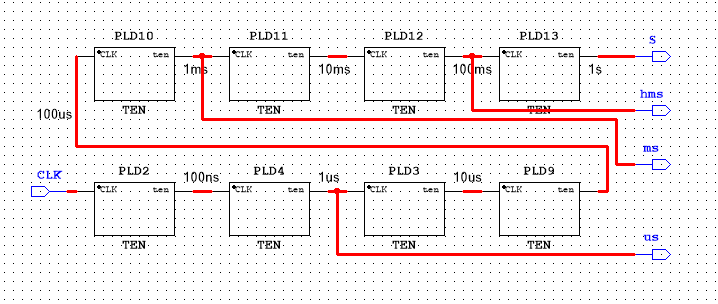 PLD10 PLD11 PLD12 PLD13 S
CLK ten CLK ten CLK ten CLK ten
1ms 10ms 100ms 1s
hms
TEN TEN TEN TEN
100us
ms
CLK PLD2 PLD4 PLD3 PLD9
100ns 1us 10us
CLK ten CLK ten CLK ten CLK ten
us
TEN TEN TEN TEN